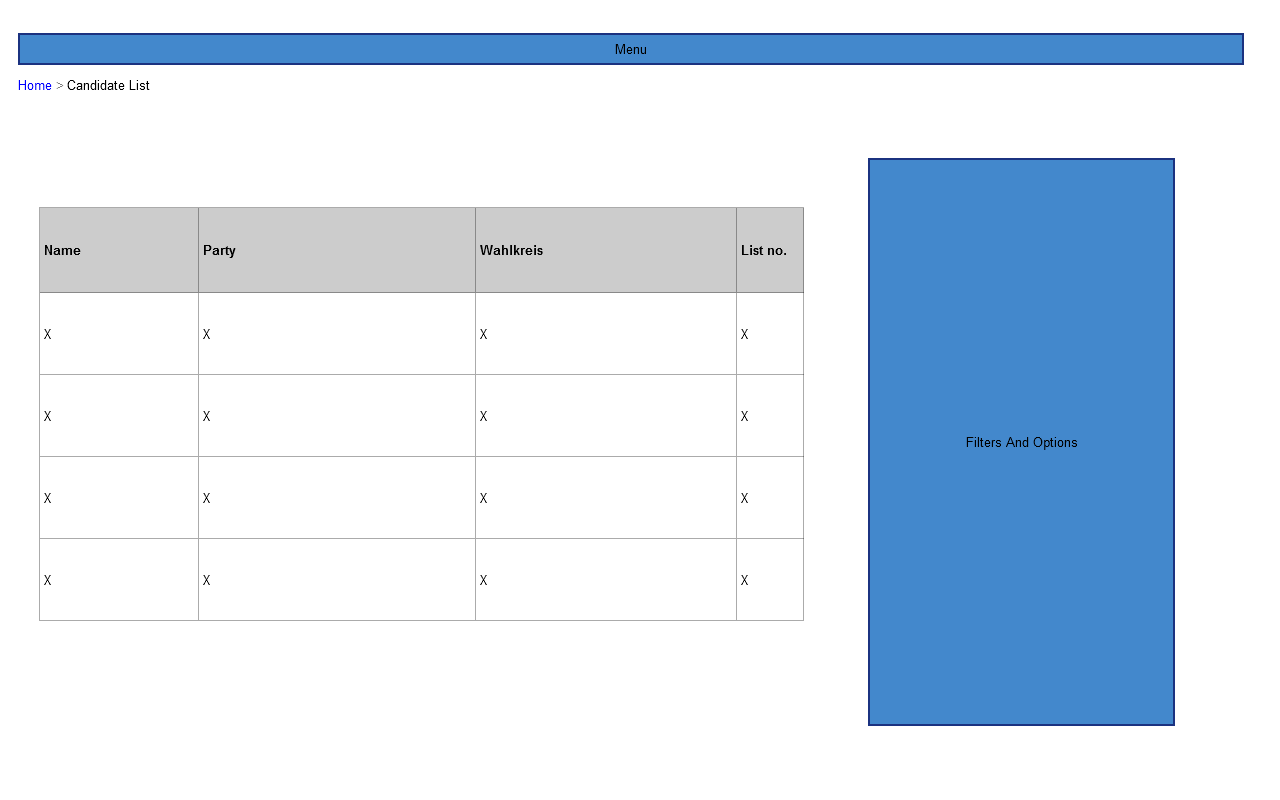 Menu
Home > Candidate List
Name Party Wahlkreis List no.
X X X X
X X X X
X X X X
X X X X
Filters And Options